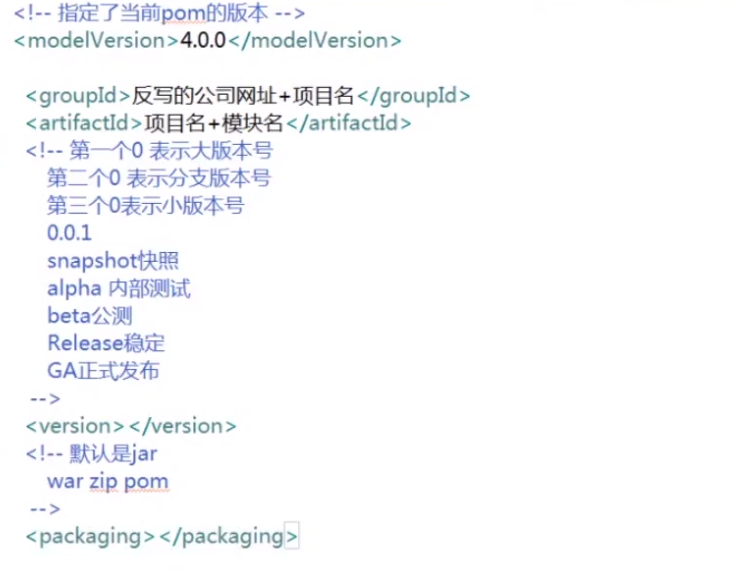 <!-- 指定了当前pom的版本 -->
<modelVersion>4.0.0</modelVersion>
<groupId>反写的公司网址+项目名</groupId>
<artifactId>项目名+模块名</artifactId>
<!-- 第一个0 表示大版本号
第二个0 表示分支版本号
第三个0表示小版本号
0.0.1
snapshot快照
alpha 内部测试
beta公测
Release稳定
GA正式发布
-->
<version></version>
<!-- 默认是jar
war zip pom
-->
<packaging></packaging>